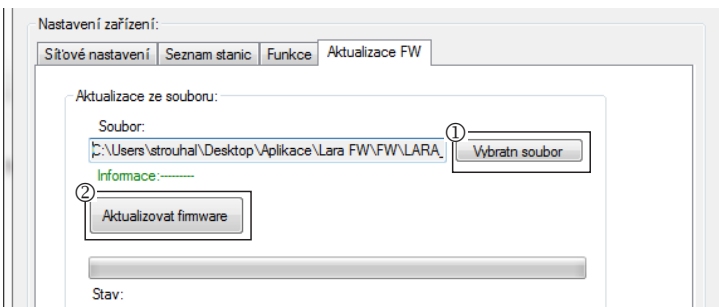 Nastavení zařízení:
Síťové nastavení Seznam stanic Funkce Aktualizace FW
Aktualizace ze souboru:
Soubor:
①
C:\Users\strouhal\Desktop\Aplikace\Lara FW\FW\LARA_ Vybratn soubor
Informace:---------
②
Aktualizovat firmware
Stav: